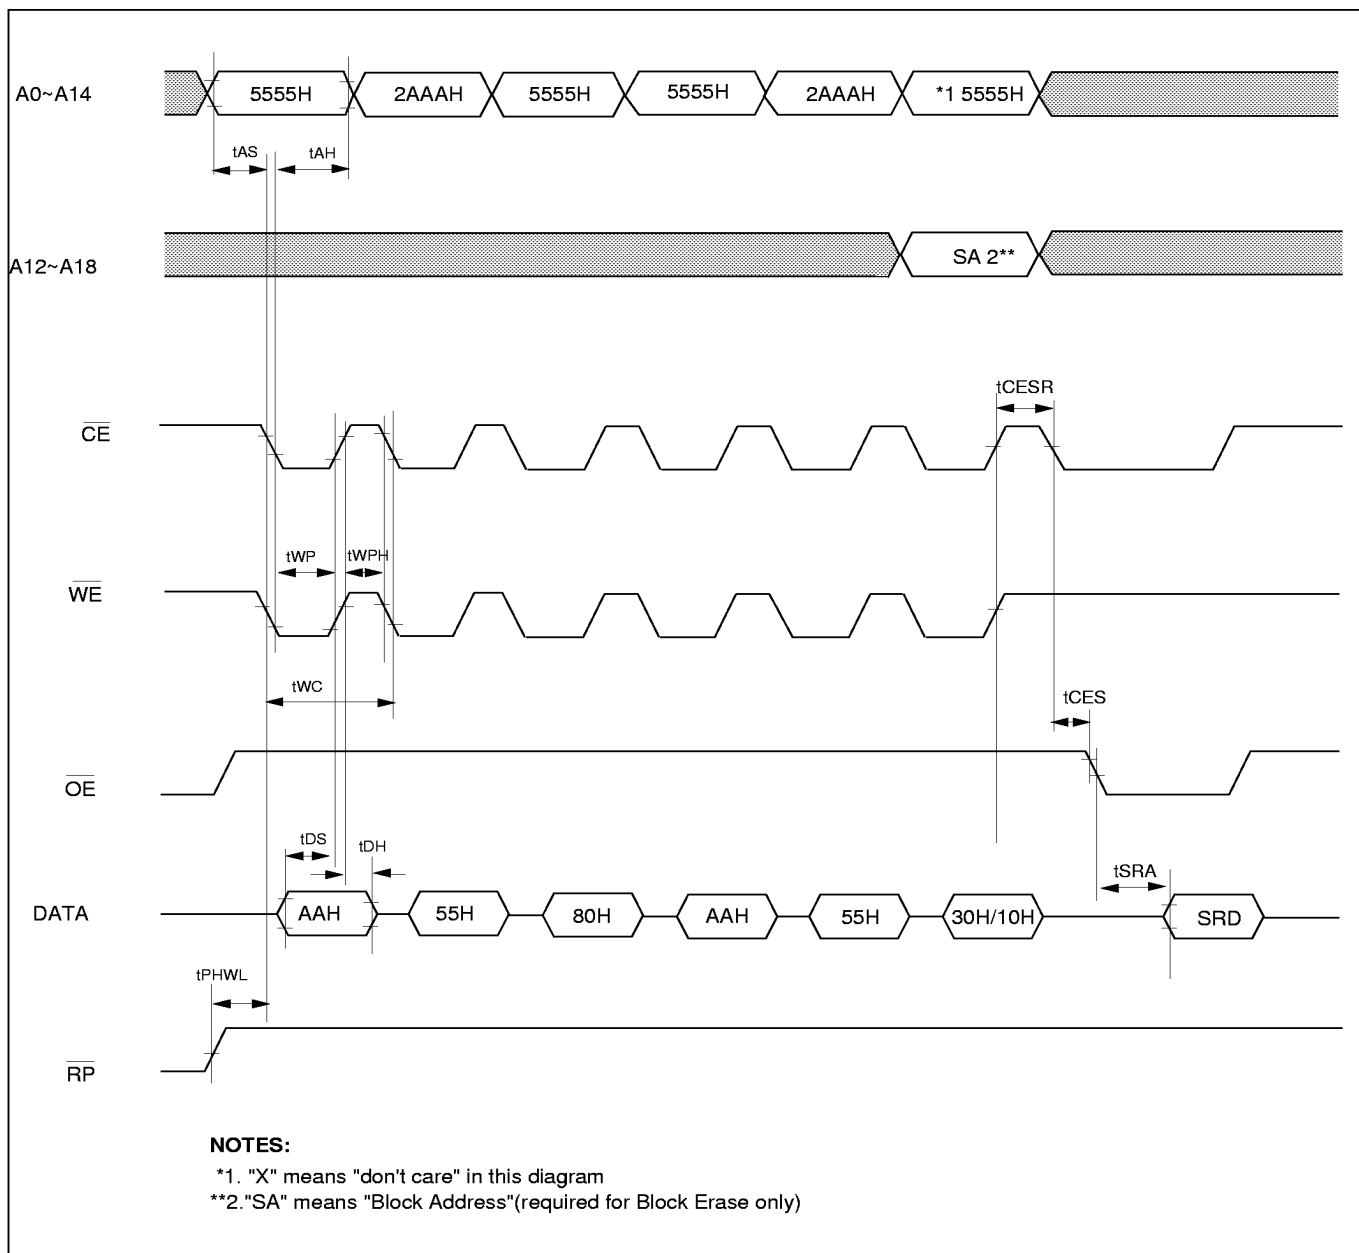 A0~A14 5555H 2AAAH 5555H 5555H 2AAAH *1 5555H
tAS tAH
A12~A18 SA 2**
tCESR
CE
tWP tWPH
WE
tWC
tCES
OE
tDS tDH
tSRA
DATA AAH 55H 80H AAH 55H 30H/10H SRD
tPHWL
RP
NOTES:
*1. "X" means "don't care" in this diagram
**2."SA" means "Block Address"(required for Block Erase only)